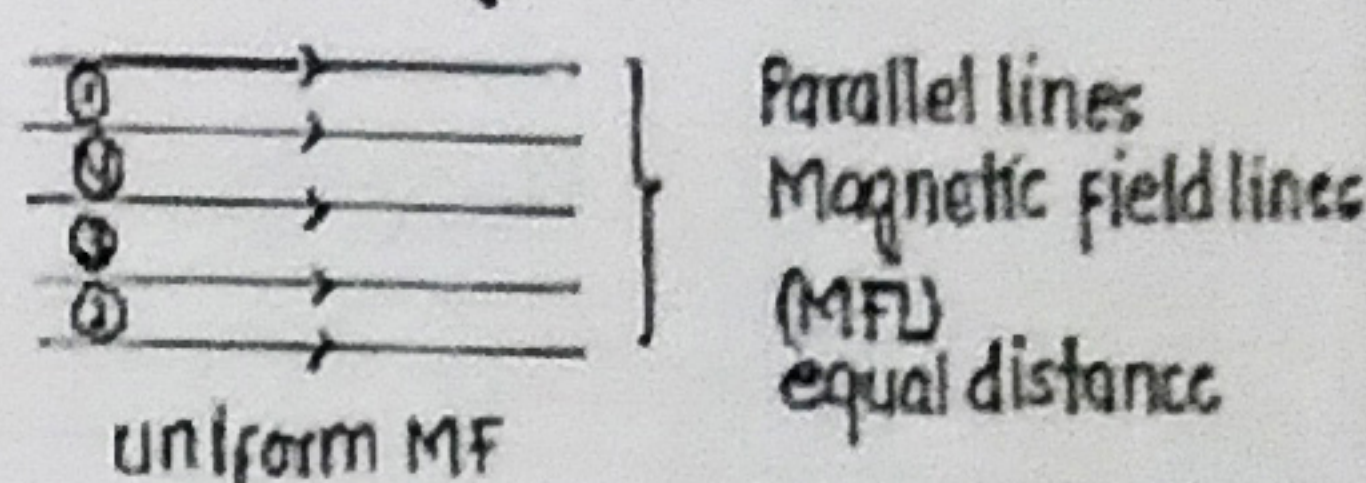 Parallel lines
Magnetic field lines
(MFL)
equal distance
uniform MF